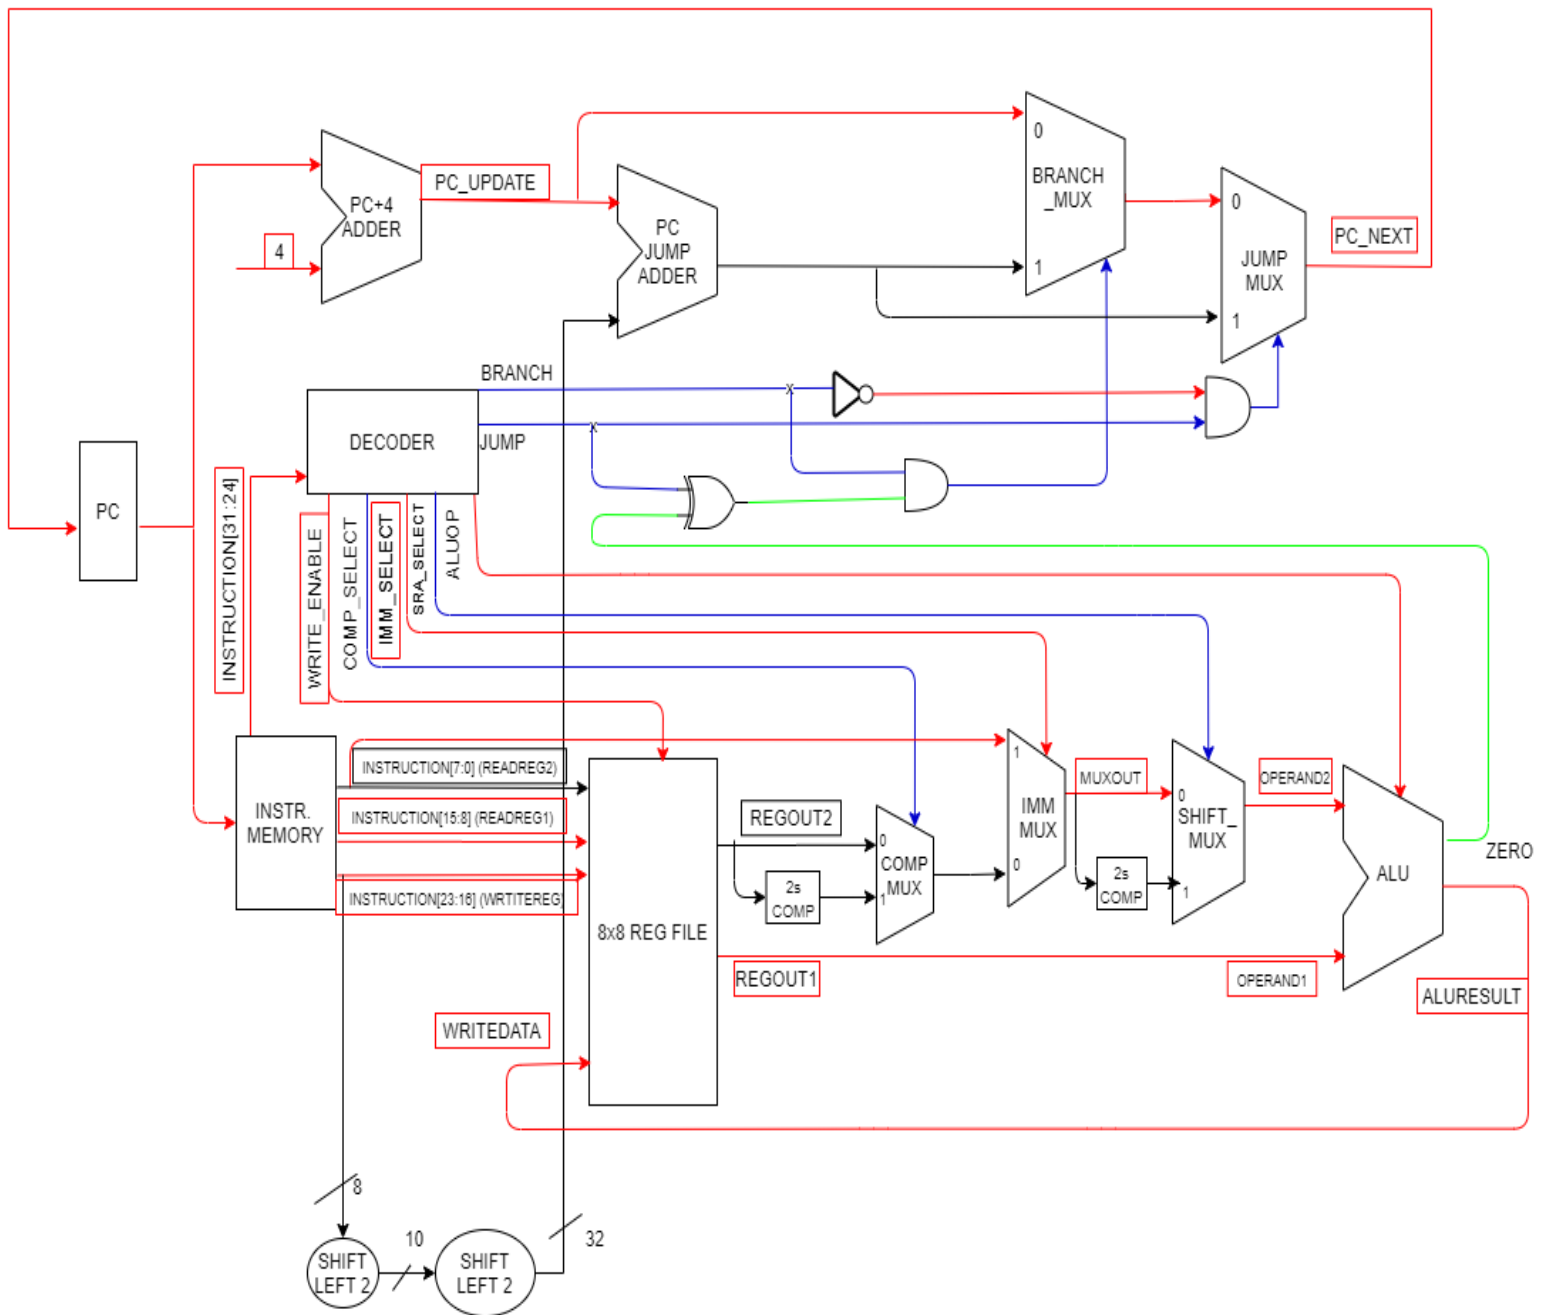 0
BRANCH
_MUX
1
PC_UPDATE
PC+4
ADDER
4
PC
JUMP
ADDER
0
JUMP
MUX
1
PC_NEXT
BRANCH
X
DECODER
JUMP
X
PC
INSTRUCTION[31:24]
WRITE_ENABLE
COMP_SELECT
IMM_SELECT
SRA_SELECT
ALUOP
INSTR.
MEMORY
INSTRUCTION[7:0] (READREG2)
INSTRUCTION[15:8] (READREG1)
INSTRUCTION[23:16] (WRTITEREG)
8x8 REG FILE
REGOUT2
2s
COMP
0
COMP
MUX
1
1
IMM
MUX
0
MUXOUT
2s
COMP
0
SHIFT_
MUX
1
OPERAND2
ALU
ZERO
REGOUT1
OPERAND1
ALURESULT
WRITEDATA
8
SHIFT
LEFT 2
10
SHIFT
LEFT 2
32